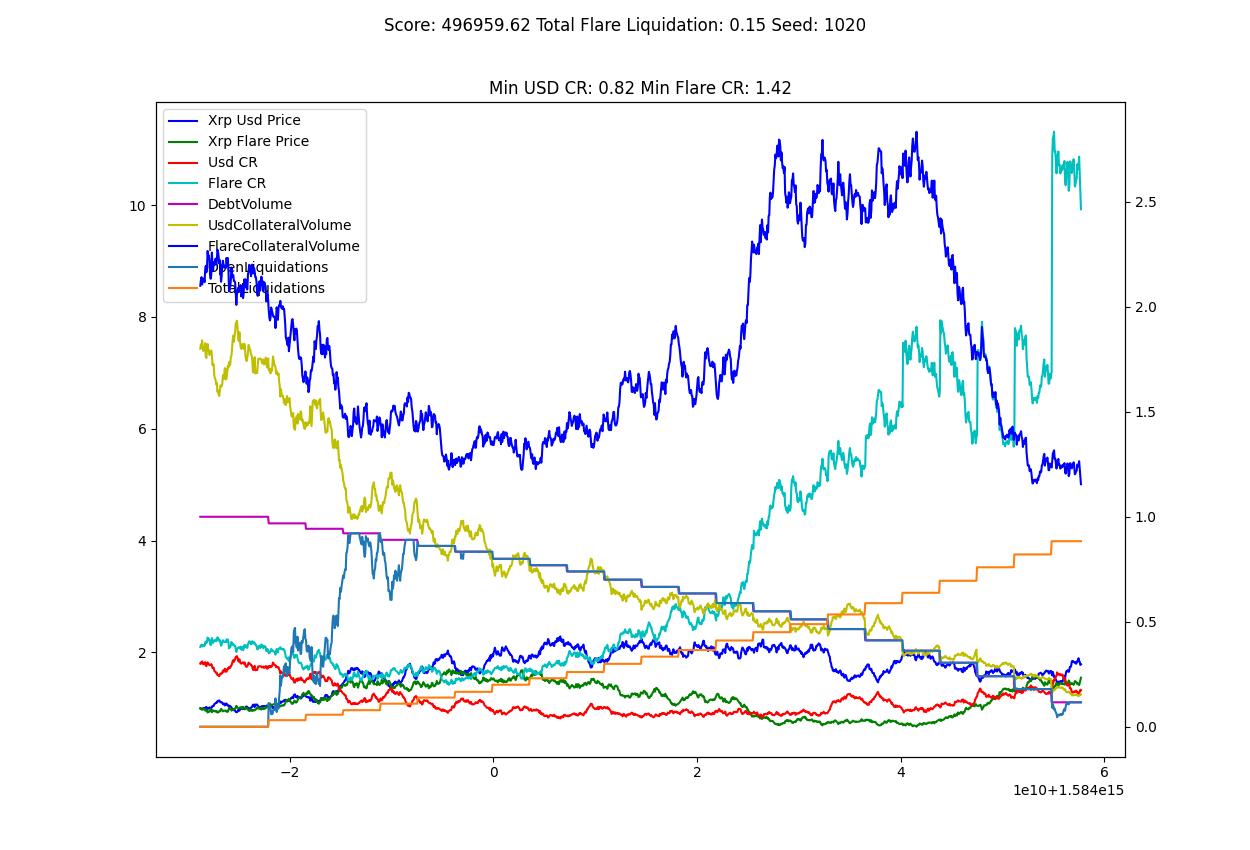 Score: 496959.62 Total Flare Liquidation: 0.15 Seed: 1020
Min USD CR: 0.82 Min Flare CR: 1.42
Xrp Usd Price
Xrp Flare Price
Usd CR
Flare CR
DebtVolume
UsdCollateralVolume
FlareCollateralVolume
OpenLiquidations
TotalLiquidations
10
8
6
4
2
2.5
2.0
1.5
1.0
0.5
0.0
−2 0 2 4 6
1e10+1.584e15